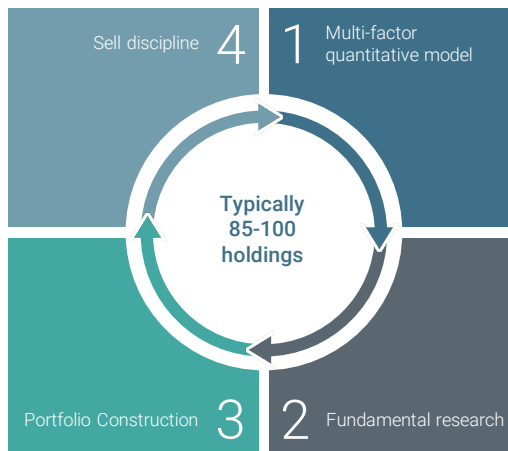 Sell discipline
4
1
Multi-factor
quantitative model
Typically
85-100
holdings
Portfolio Construction
3
2
Fundamental research